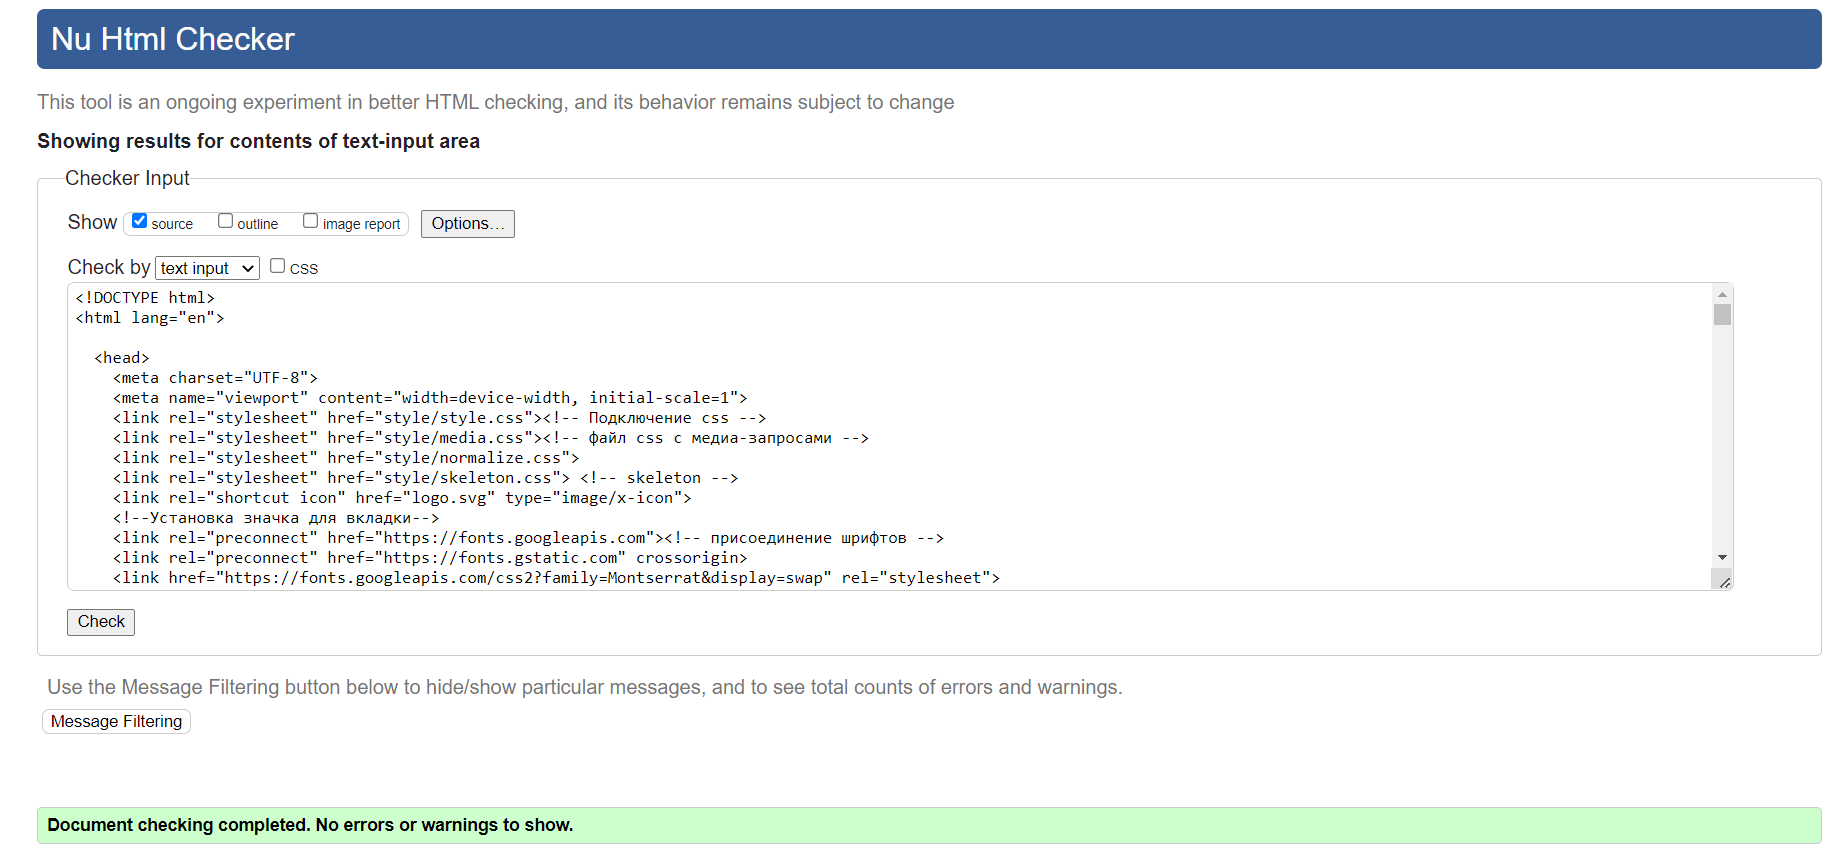 Nu Html Checker
This tool is an ongoing experiment in better HTML checking, and its behavior remains subject to change
Showing results for contents of text-input area
Checker Input
Show source outline image report Options...
Check by text input CSS
<!DOCTYPE html>
<html lang="en">
<head>
<meta charset="UTF-8">
<meta name="viewport" content="width=device-width, initial-scale=1">
<link rel="stylesheet" href="style/style.css"><!-- Подключение css -->
<link rel="stylesheet" href="style/media.css"><!-- файл css с медиа-запросами -->
<link rel="stylesheet" href="style/normalize.css">
<link rel="stylesheet" href="style/skeleton.css"> <!-- skeleton -->
<link rel="shortcut icon" href="logo.svg" type="image/x-icon">
<!--Установка значка для вкладки-->
<link rel="preconnect" href="https://fonts.googleapis.com"><!-- присоединение шрифтов -->
<link rel="preconnect" href="https://fonts.gstatic.com" crossorigin>
<link href="https://fonts.googleapis.com/css2?family=Montserrat&display=swap" rel="stylesheet">
Check
Use the Message Filtering button below to hide/show particular messages, and to see total counts of errors and warnings.
Message Filtering
Document checking completed. No errors or warnings to show.